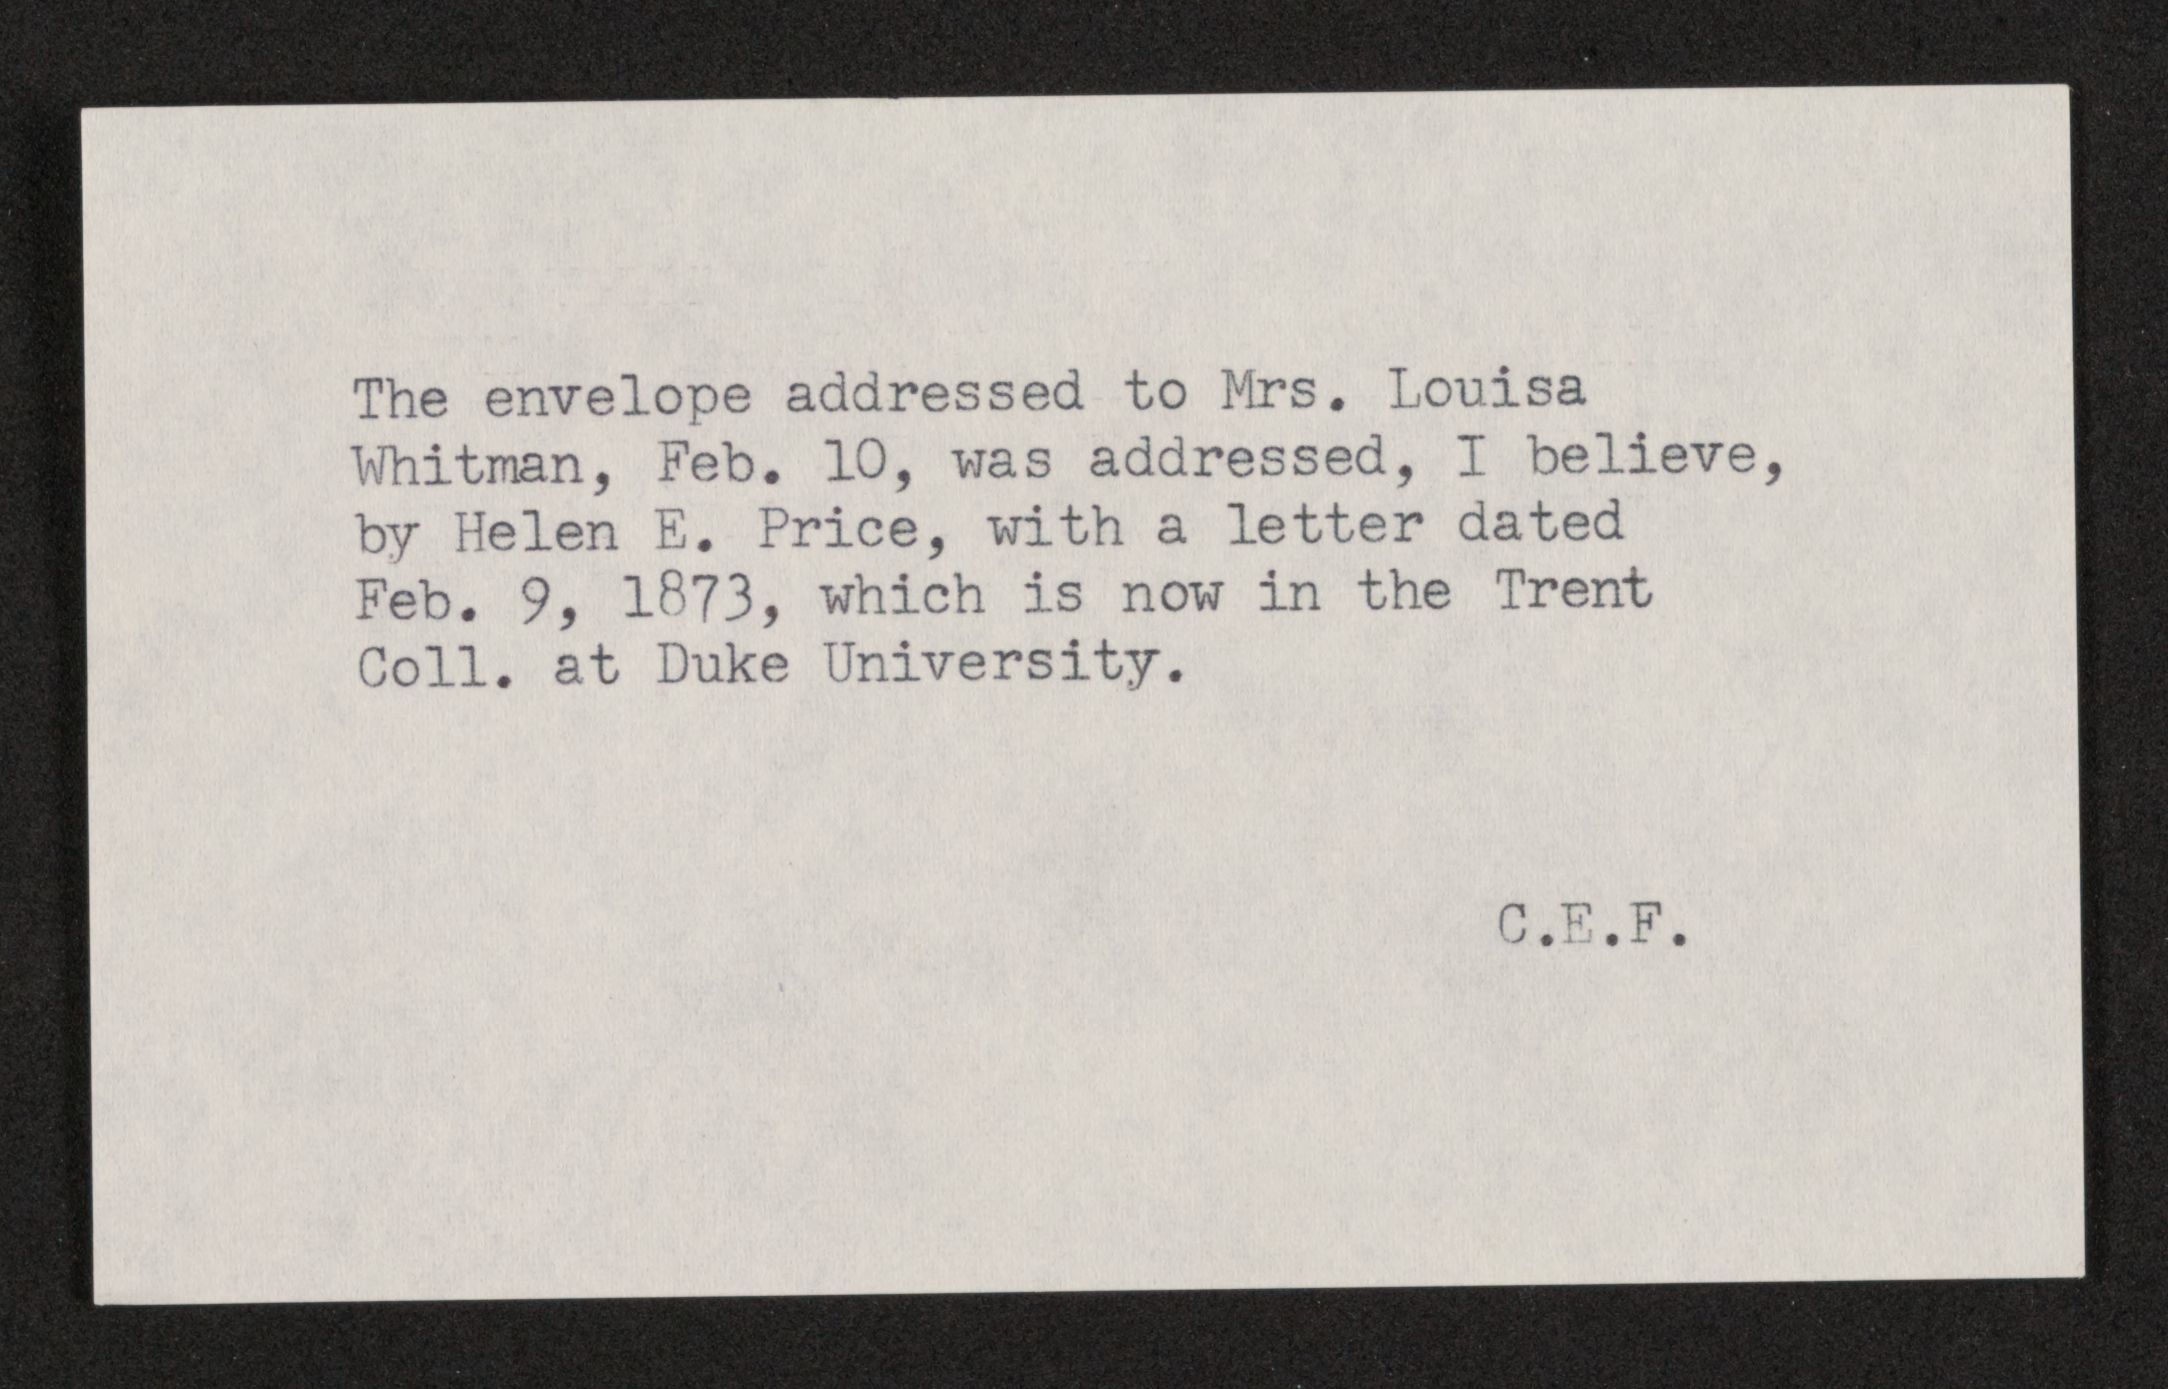 The envelope addressed to Mrs. Louisa
Whitman, Feb. 10, was addressed, I believe,
by Helen E. Price, with a letter dated
Feb. 9, 1873, which is now in the Trent
Coll. at Duke University.
C.E.F.